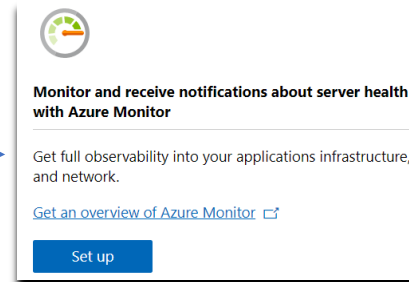 Monitor and receive notifications about server health
with Azure Monitor
Get full observability into your applications infrastructure,
and network.
Get an overview of Azure Monitor
Set up